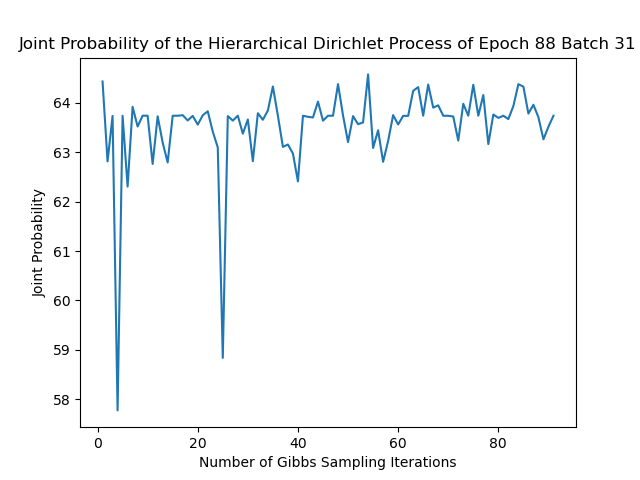 Joint Probability of the Hierarchical Dirichlet Process of Epoch 88 Batch 31
64
63
62
61
60
59
58
Joint Probability
0 20 40 60 80
Number of Gibbs Sampling Iterations